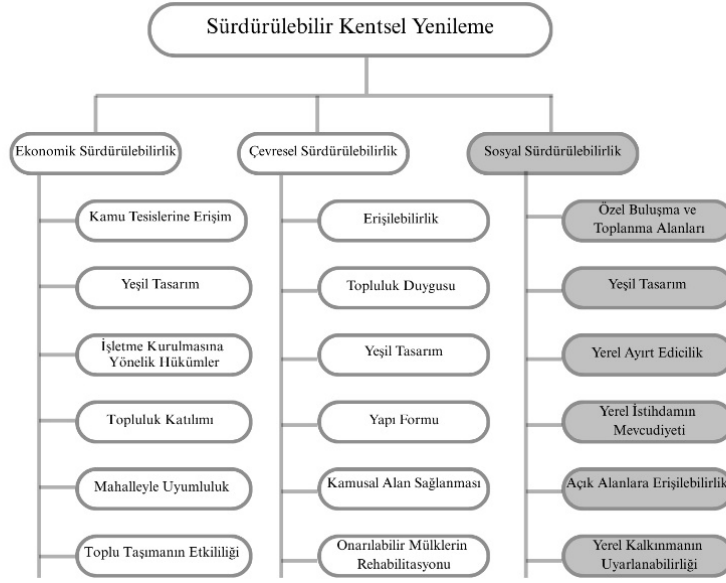 Sürdürülebilir Kentsel Yenileme
Ekonomik Sürdürülebilirlik
Kamu Tesislerine Erişim
Yeşil Tasarım
İşletme Kurulmasına
Yönelik Hükümler
Topluluk Katılımı
Mahalleyle Uyumluluk
Toplu Taşımanın Etkililiği
Çevresel Sürdürülebilirlik
Erişilebilirlik
Topluluk Duygusu
Yeşil Tasarım
Yapı Formu
Kamusal Alan Sağlanması
Onarılabilir Mülklerin
Rehabilitasyonu
Sosyal Sürdürülebilirlik
Özel Buluşma ve
Toplanma Alanları
Yeşil Tasarım
Yerel Ayırt Edicilik
Yerel İstihdamın
Mevcudiyeti
Açık Alanlara Erişilebilirlik
Yerel Kalkınmanın
Uyarlanabilirliği